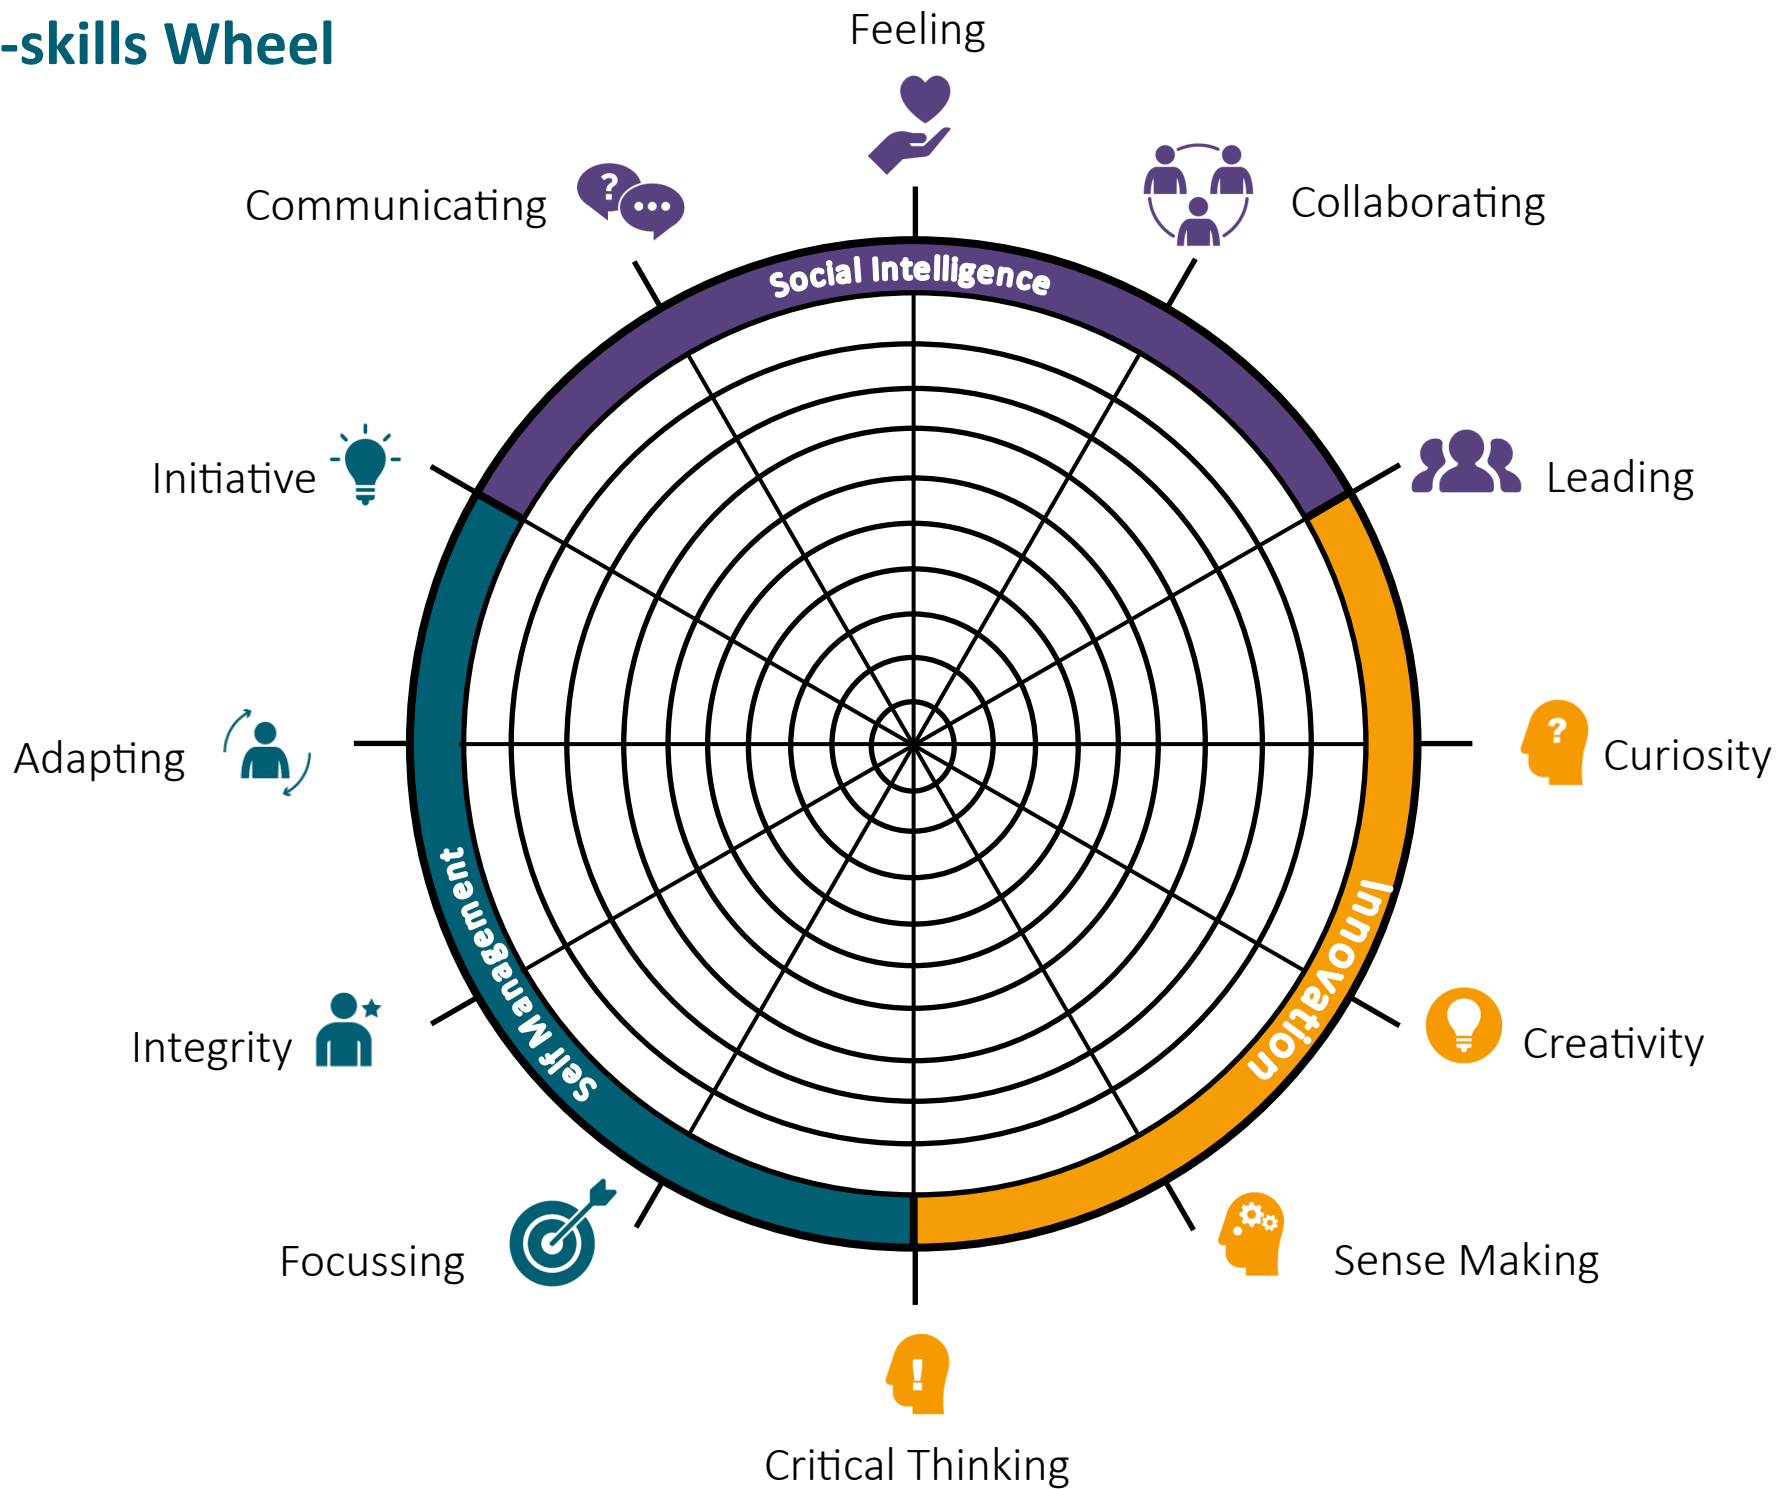 -skills Wheel
Feeling
Communicating
?
Collaborating
Social Intelligence
Initiative
Leading
Adapting
?
Curiosity
Self Management
Innovation
Integrity
Creativity
Focussing
Sense Making
!
Critical Thinking